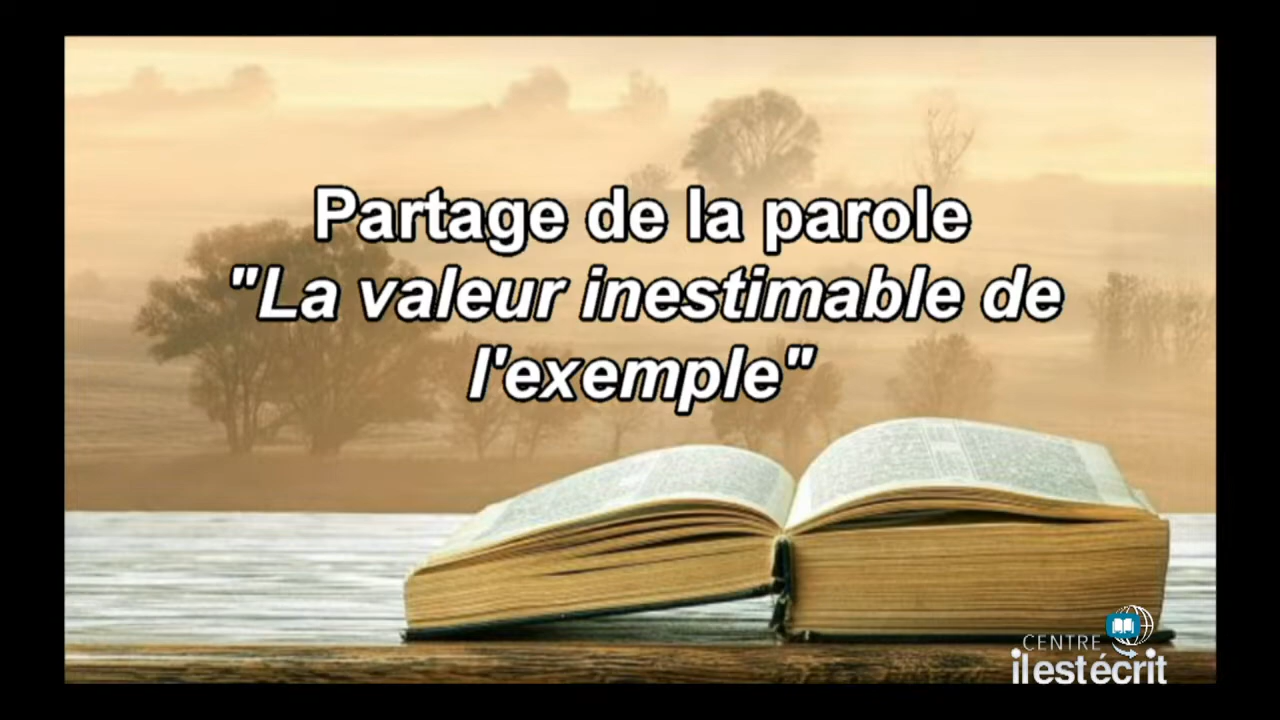 Partage de la parole
"La valeur inestimable de
l'exemple"
CENTRE
ilestécrit